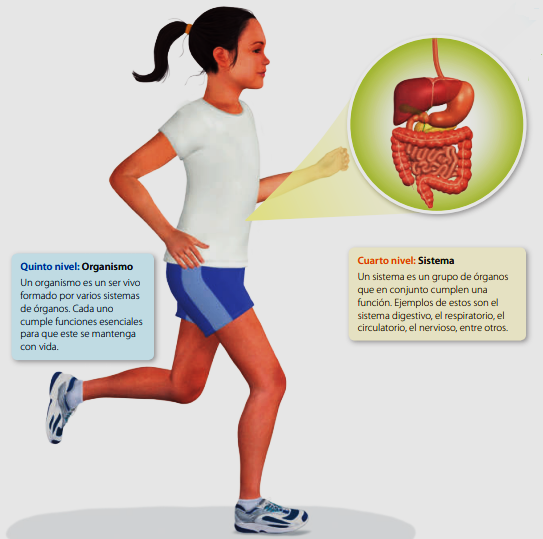 Quinto nivel: Organismo
Un organismo es un ser vivo
formado por varios sistemas
de órganos. Cada uno
cumple funciones esenciales
para que este se mantenga
con vida.
Cuarto nivel: Sistema
Un sistema es un grupo de órganos
que en conjunto cumplen una
función. Ejemplos de estos son el
sistema digestivo, el respiratorio, el
circulatorio, el nervioso, entre otros.